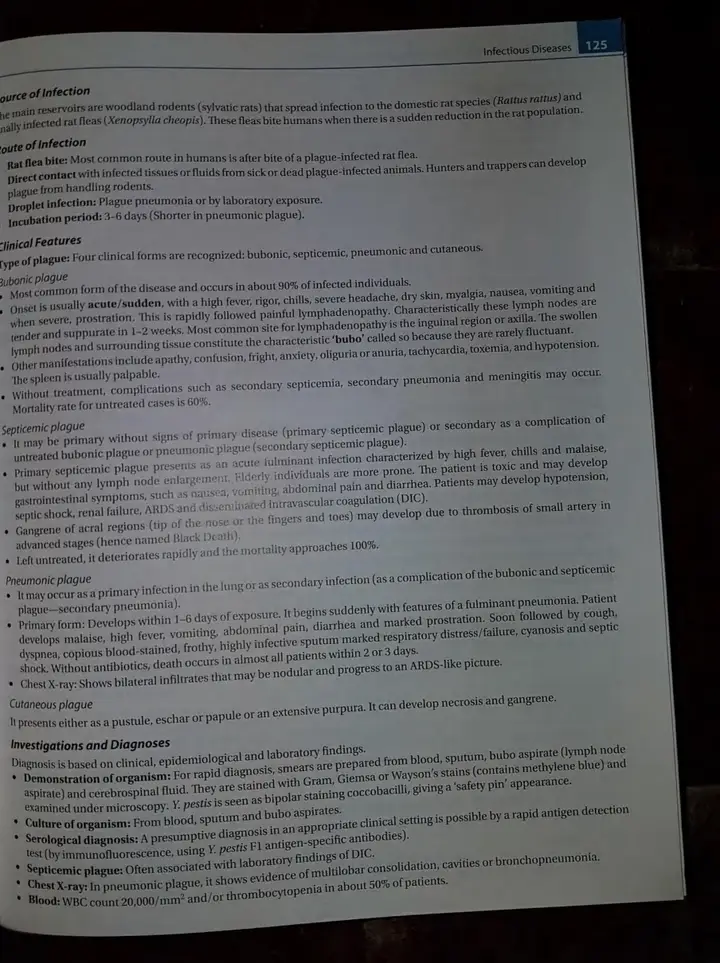 Infectious Diseases 125
ource of Infection
he main reservoirs are woodland rodents (sylvatic rats) that spread infection to the domestic rat species (Rattus rattus) and
nally infected rat fleas (Xenopsylla cheopis). These fleas bite humans when there is a sudden reduction in the rat population.
oute of Infection
Rat flea bite: Most common route in humans is after bite of a plague-infected rat flea.
Direct contact with infected tissues or fluids from sick or dead plague-infected animals. Hunters and trappers can develop
plague from handling rodents.
Droplet infection: Plague pneumonia or by laboratory exposure.
Incubation period: 3–6 days (Shorter in pneumonic plague).
Clinical Features
Type of plague: Four clinical forms are recognized: bubonic, septicemic, pneumonic and cutaneous.
Bubonic plague
• Most common form of the disease and occurs in about 90% of infected individuals.
• Onset is usually acute/sudden, with a high fever, rigor, chills, severe headache, dry skin, myalgia, nausea, vomiting and
when severe, prostration. This is rapidly followed painful lymphadenopathy. Characteristically these lymph nodes are
tender and suppurate in 1–2 weeks. Most common site for lymphadenopathy is the inguinal region or axilla. The swollen
lymph nodes and surrounding tissue constitute the characteristic ‘bubo’ called so because they are rarely fluctuant.
• Other manifestations include apathy, confusion, fright, anxiety, oliguria or anuria, tachycardia, toxemia, and hypotension.
The spleen is usually palpable.
• Without treatment, complications such as secondary septicemia, secondary pneumonia and meningitis may occur.
Mortality rate for untreated cases is 60%.
Septicemic plague
• It may be primary without signs of primary disease (primary septicemic plague) or secondary as a complication of
untreated bubonic plague or pneumonic plague (secondary septicemic plague).
• Primary septicemic plague presents as an acute fulminant infection characterized by high fever, chills and malaise,
but without any lymph node enlargement. Elderly individuals are more prone. The patient is toxic and may develop
gastrointestinal symptoms, such as nausea, vomiting, abdominal pain and diarrhea. Patients may develop hypotension,
septic shock, renal failure, ARDS and disseminated intravascular coagulation (DIC).
• Gangrene of acral regions (tip of the nose or the fingers and toes) may develop due to thrombosis of small artery in
advanced stages (hence named Black Death).
• Left untreated, it deteriorates rapidly and the mortality approaches 100%.
Pneumonic plague
• It may occur as a primary infection in the lung or as secondary infection (as a complication of the bubonic and septicemic
plague—secondary pneumonia).
• Primary form: Develops within 1–6 days of exposure. It begins suddenly with features of a fulminant pneumonia. Patient
develops malaise, high fever, vomiting, abdominal pain, diarrhea and marked prostration. Soon followed by cough,
dyspnea, copious blood-stained, frothy, highly infective sputum marked respiratory distress/failure, cyanosis and septic
shock. Without antibiotics, death occurs in almost all patients within 2 or 3 days.
• Chest X-ray: Shows bilateral infiltrates that may be nodular and progress to an ARDS-like picture.
Cutaneous plague
It presents either as a pustule, eschar or papule or an extensive purpura. It can develop necrosis and gangrene.
Investigations and Diagnoses
Diagnosis is based on clinical, epidemiological and laboratory findings.
• Demonstration of organism: For rapid diagnosis, smears are prepared from blood, sputum, bubo aspirate (lymph node
aspirate) and cerebrospinal fluid. They are stained with Gram, Giemsa or Wayson’s stains (contains methylene blue) and
examined under microscopy. Y. pestis is seen as bipolar staining coccobacilli, giving a ‘safety pin’ appearance.
• Culture of organism: From blood, sputum and bubo aspirates.
• Serological diagnosis: A presumptive diagnosis in an appropriate clinical setting is possible by a rapid antigen detection
test (by immunofluorescence, using Y. pestis F1 antigen-specific antibodies).
• Septicemic plague: Often associated with laboratory findings of DIC.
• Chest X-ray: In pneumonic plague, it shows evidence of multilobar consolidation, cavities or bronchopneumonia.
• Blood: WBC count 20,000/mm² and/or thrombocytopenia in about 50% of patients.